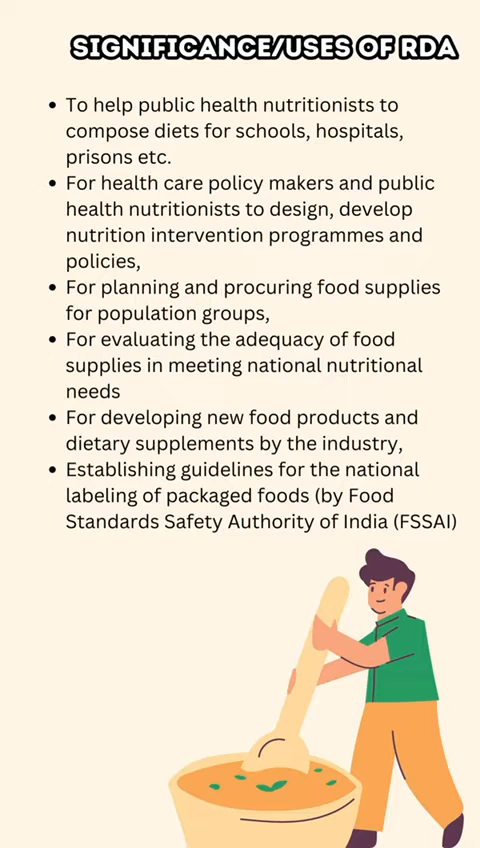 SIGNIFICANCE/USES OF RDA
• To help public health nutritionists to
compose diets for schools, hospitals,
prisons etc.
• For health care policy makers and public
health nutritionists to design, develop
nutrition intervention programmes and
policies,
• For planning and procuring food supplies
for population groups,
• For evaluating the adequacy of food
supplies in meeting national nutritional
needs
• For developing new food products and
dietary supplements by the industry,
• Establishing guidelines for the national
labeling of packaged foods (by Food
Standards Safety Authority of India (FSSAI)